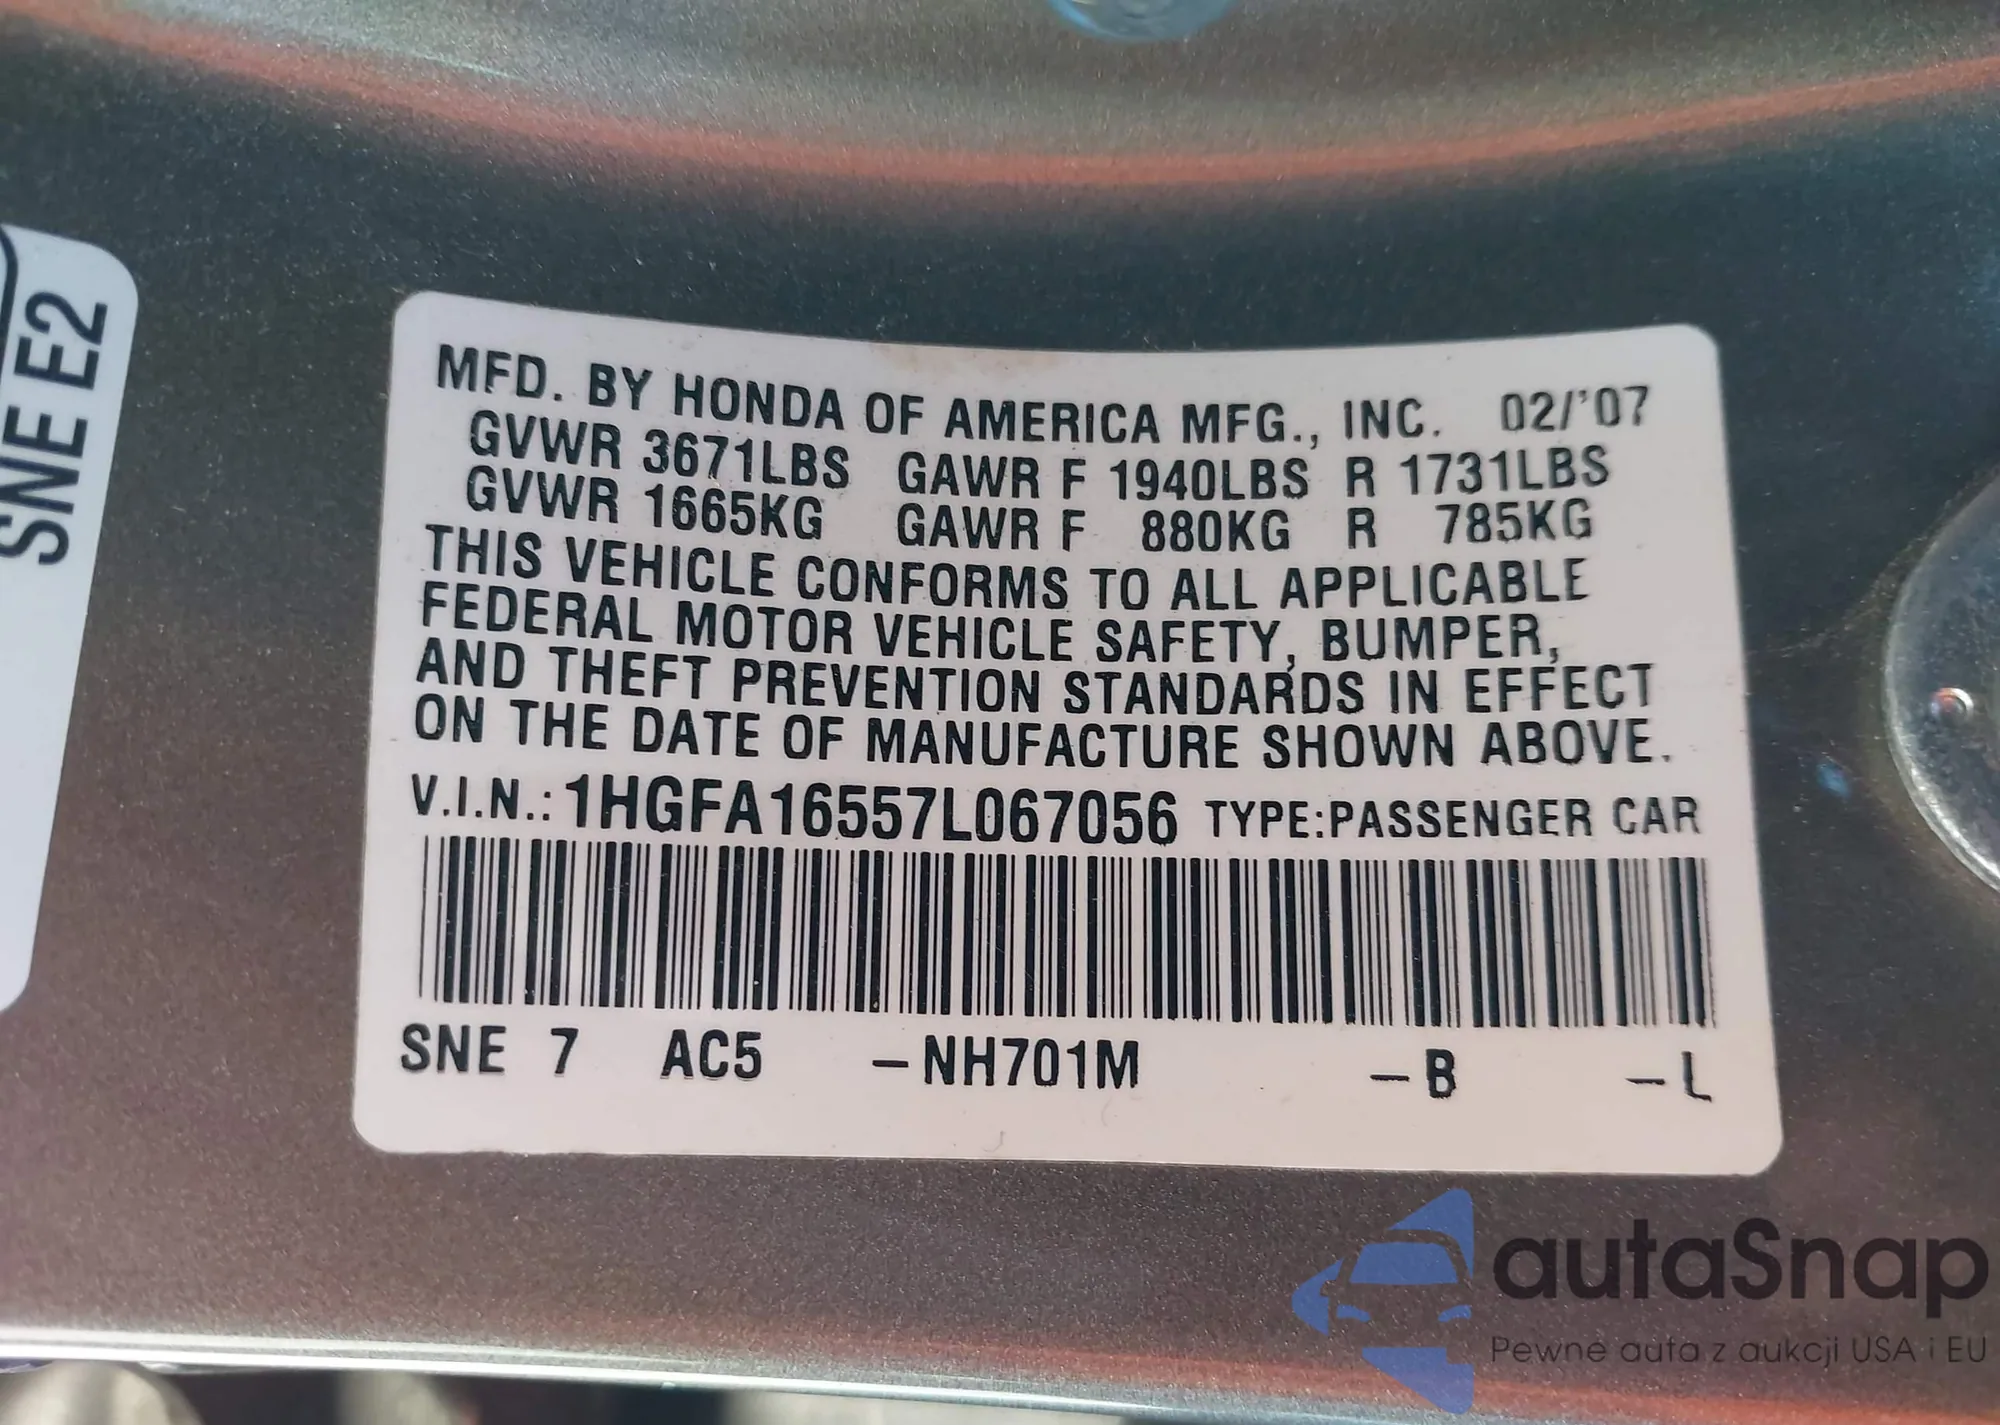 SNE E2
MFD. BY HONDA OF AMERICA MFG., INC. 02/'07
GVWR 3671LBS GAWR F 1940LBS R 1731LBS
GVWR 1665KG GAWR F 880KG R 785KG
THIS VEHICLE CONFORMS TO ALL APPLICABLE
FEDERAL MOTOR VEHICLE SAFETY, BUMPER,
AND THEFT PREVENTION STANDARDS IN EFFECT
ON THE DATE OF MANUFACTURE SHOWN ABOVE.
V.I.N.: 1HGFA16557L067056 TYPE:PASSENGER CAR
SNE 7 AC5 -NH701M -B -L
autaSnap
Pewne auta z aukcji USA i EU